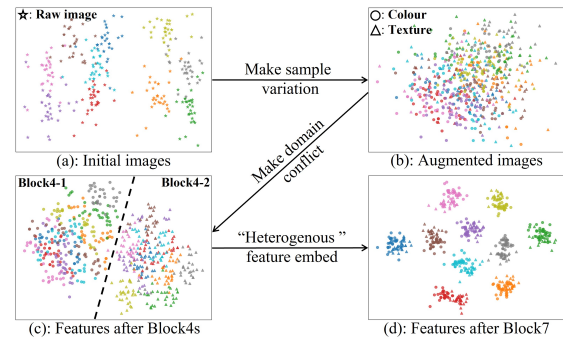 ☆: Raw image
(a): Initial images
Make sample
variation
○: Colour
△: Texture
(b): Augmented images
Make domain
conflict
Block4-1
Block4-2
(c): Features after Block4s
“Heterogenous”
feature embed
(d): Features after Block7